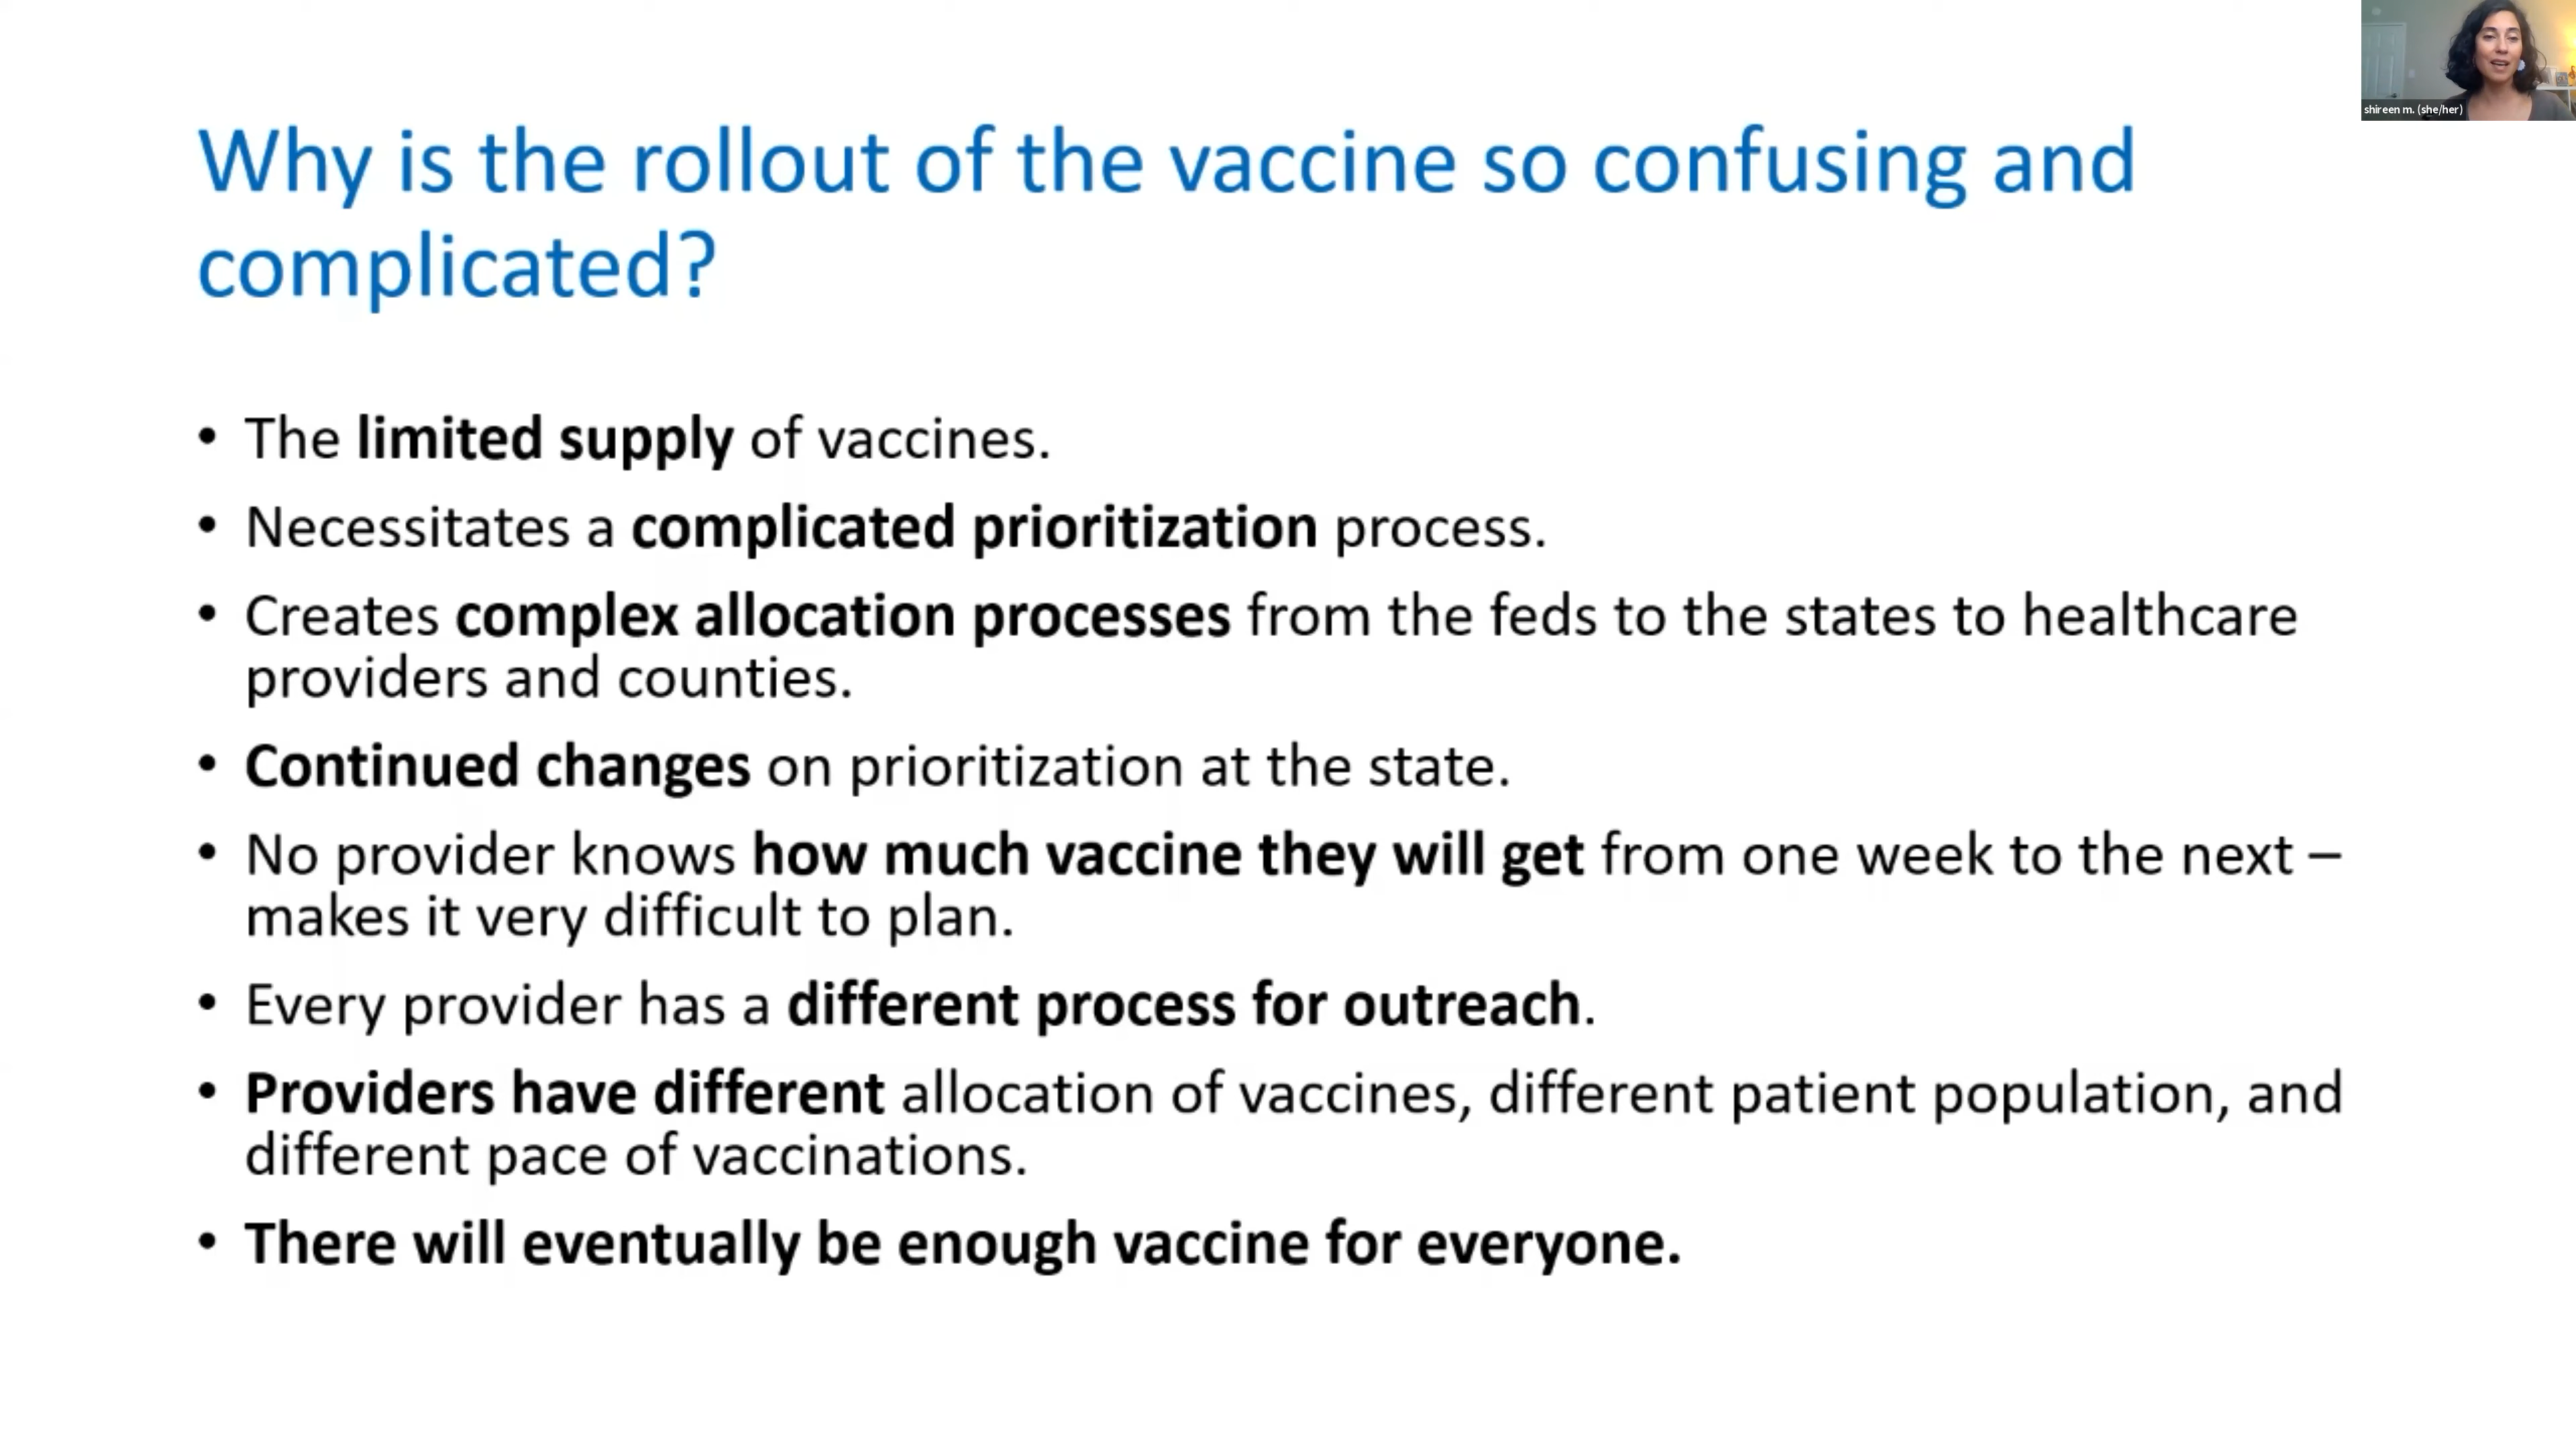 shireen m. (she/her)
Why is the rollout of the vaccine so confusing and
complicated?
• The limited supply of vaccines.
• Necessitates a complicated prioritization process.
• Creates complex allocation processes from the feds to the states to healthcare
providers and counties.
• Continued changes on prioritization at the state.
• No provider knows how much vaccine they will get from one week to the next –
makes it very difficult to plan.
• Every provider has a different process for outreach.
• Providers have different allocation of vaccines, different patient population, and
different pace of vaccinations.
• There will eventually be enough vaccine for everyone.